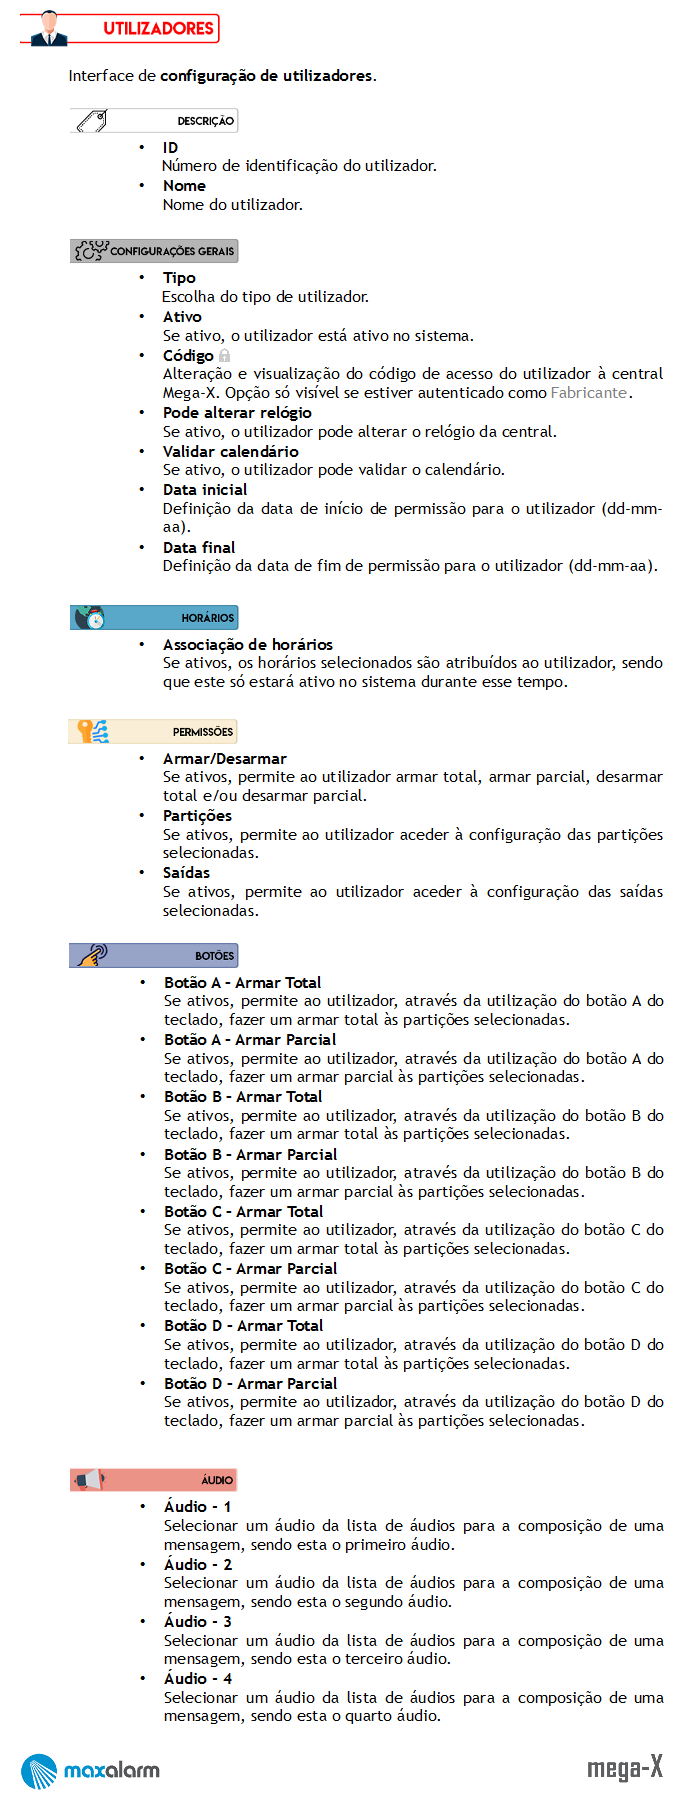 UTILIZADORES
Interface de configuração de utilizadores.
DESCRIÇÃO
• ID
Número de identificação do utilizador.
• Nome
Nome do utilizador.
CONFIGURAÇÕES GERAIS
• Tipo
Escolha do tipo de utilizador.
• Ativo
Se ativo, o utilizador está ativo no sistema.
• Código
Alteração e visualização do código de acesso do utilizador à central
Mega-X. Opção só visível se estiver autenticado como Fabricante.
• Pode alterar relógio
Se ativo, o utilizador pode alterar o relógio da central.
• Validar calendário
Se ativo, o utilizador pode validar o calendário.
• Data inicial
Definição da data de início de permissão para o utilizador (dd-mm-
aa).
• Data final
Definição da data de fim de permissão para o utilizador (dd-mm-aa).
HORÁRIOS
• Associação de horários
Se ativos, os horários selecionados são atribuídos ao utilizador, sendo
que este só estará ativo no sistema durante esse tempo.
PERMISSÕES
• Armar/Desarmar
Se ativos, permite ao utilizador armar total, armar parcial, desarmar
total e/ou desarmar parcial.
• Partições
Se ativos, permite ao utilizador aceder à configuração das partições
selecionadas.
• Saídas
Se ativos, permite ao utilizador aceder à configuração das saídas
selecionadas.
BOTÕES
• Botão A – Armar Total
Se ativos, permite ao utilizador, através da utilização do botão A do
teclado, fazer um armar total às partições selecionadas.
• Botão A – Armar Parcial
Se ativos, permite ao utilizador, através da utilização do botão A do
teclado, fazer um armar parcial às partições selecionadas.
• Botão B – Armar Total
Se ativos, permite ao utilizador, através da utilização do botão B do
teclado, fazer um armar total às partições selecionadas.
• Botão B – Armar Parcial
Se ativos, permite ao utilizador, através da utilização do botão B do
teclado, fazer um armar parcial às partições selecionadas.
• Botão C – Armar Total
Se ativos, permite ao utilizador, através da utilização do botão C do
teclado, fazer um armar total às partições selecionadas.
• Botão C – Armar Parcial
Se ativos, permite ao utilizador, através da utilização do botão C do
teclado, fazer um armar parcial às partições selecionadas.
• Botão D – Armar Total
Se ativos, permite ao utilizador, através da utilização do botão D do
teclado, fazer um armar total às partições selecionadas.
• Botão D – Armar Parcial
Se ativos, permite ao utilizador, através da utilização do botão D do
teclado, fazer um armar parcial às partições selecionadas.
ÁUDIO
• Áudio - 1
Selecionar um áudio da lista de áudios para a composição de uma
mensagem, sendo esta o primeiro áudio.
• Áudio - 2
Selecionar um áudio da lista de áudios para a composição de uma
mensagem, sendo esta o segundo áudio.
• Áudio - 3
Selecionar um áudio da lista de áudios para a composição de uma
mensagem, sendo esta o terceiro áudio.
• Áudio - 4
Selecionar um áudio da lista de áudios para a composição de uma
mensagem, sendo esta o quarto áudio.
maxalarm
mega-X